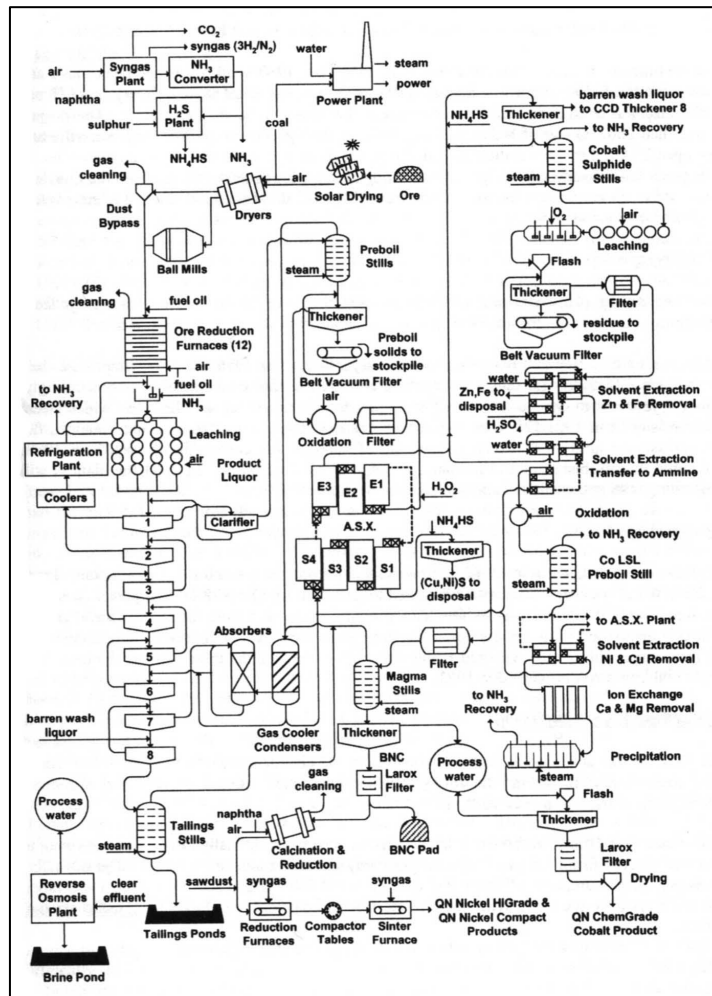 CO2
syngas (3H2/N2)
air
naphtha
Syngas
Plant
NH3
Converter
H2S
Plant
sulphur
NH4HS
NH3
water
steam
power
Power Plant
coal
air
Solar Drying
Ore
Dryers
gas
cleaning
Dust
Bypass
Ball Mills
gas
cleaning
fuel oil
Ore Reduction
Furnaces (12)
air
fuel oil
NH3
to NH3
Recovery
Leaching
Refrigeration
Plant
air
Product
Liquor
Coolers
Clarifier
1
2
3
4
5
6
7
8
barren wash
liquor
Absorbers
Gas Cooler
Condensers
Process
water
Tailings
Stills
steam
Reverse
Osmosis
Plant
clear
effluent
Tailings Ponds
Brine Pond
Preboil
Stills
steam
Thickener
Preboil
solids to
stockpile
Belt Vacuum Filter
air
Oxidation
Filter
E3
E2
E1
H2O2
A.S.X.
S4
S3
S2
S1
NH4HS
Thickener
(Cu,Ni)S to
disposal
Filter
Magma
Stills
steam
Thickener
BNC
Larox
Filter
Process
water
gas
cleaning
naphtha
air
Calcination &
Reduction
BNC Pad
sawdust
syngas
Reduction
Furnaces
Compactor
Tables
syngas
Sinter
Furnace
QN Nickel HiGrade &
QN Nickel Compact
Products
NH4HS
Thickener
barren wash liquor
to CCD Thickener 8
to NH3 Recovery
Cobalt
Sulphide
Stills
steam
O2
air
Leaching
Flash
Thickener
Filter
residue to
stockpile
Belt Vacuum Filter
water
Zn,Fe to
disposal
Solvent Extraction
Zn & Fe Removal
H2SO4
water
Solvent Extraction
Transfer to Ammine
air
Oxidation
to NH3 Recovery
Co LSL
Preboil Still
steam
to A.S.X. Plant
Solvent Extraction
Ni & Cu Removal
to NH3
Recovery
Ion Exchange
Ca & Mg Removal
Precipitation
steam
Flash
Thickener
Larox
Filter
Drying
QN ChemGrade
Cobalt Product